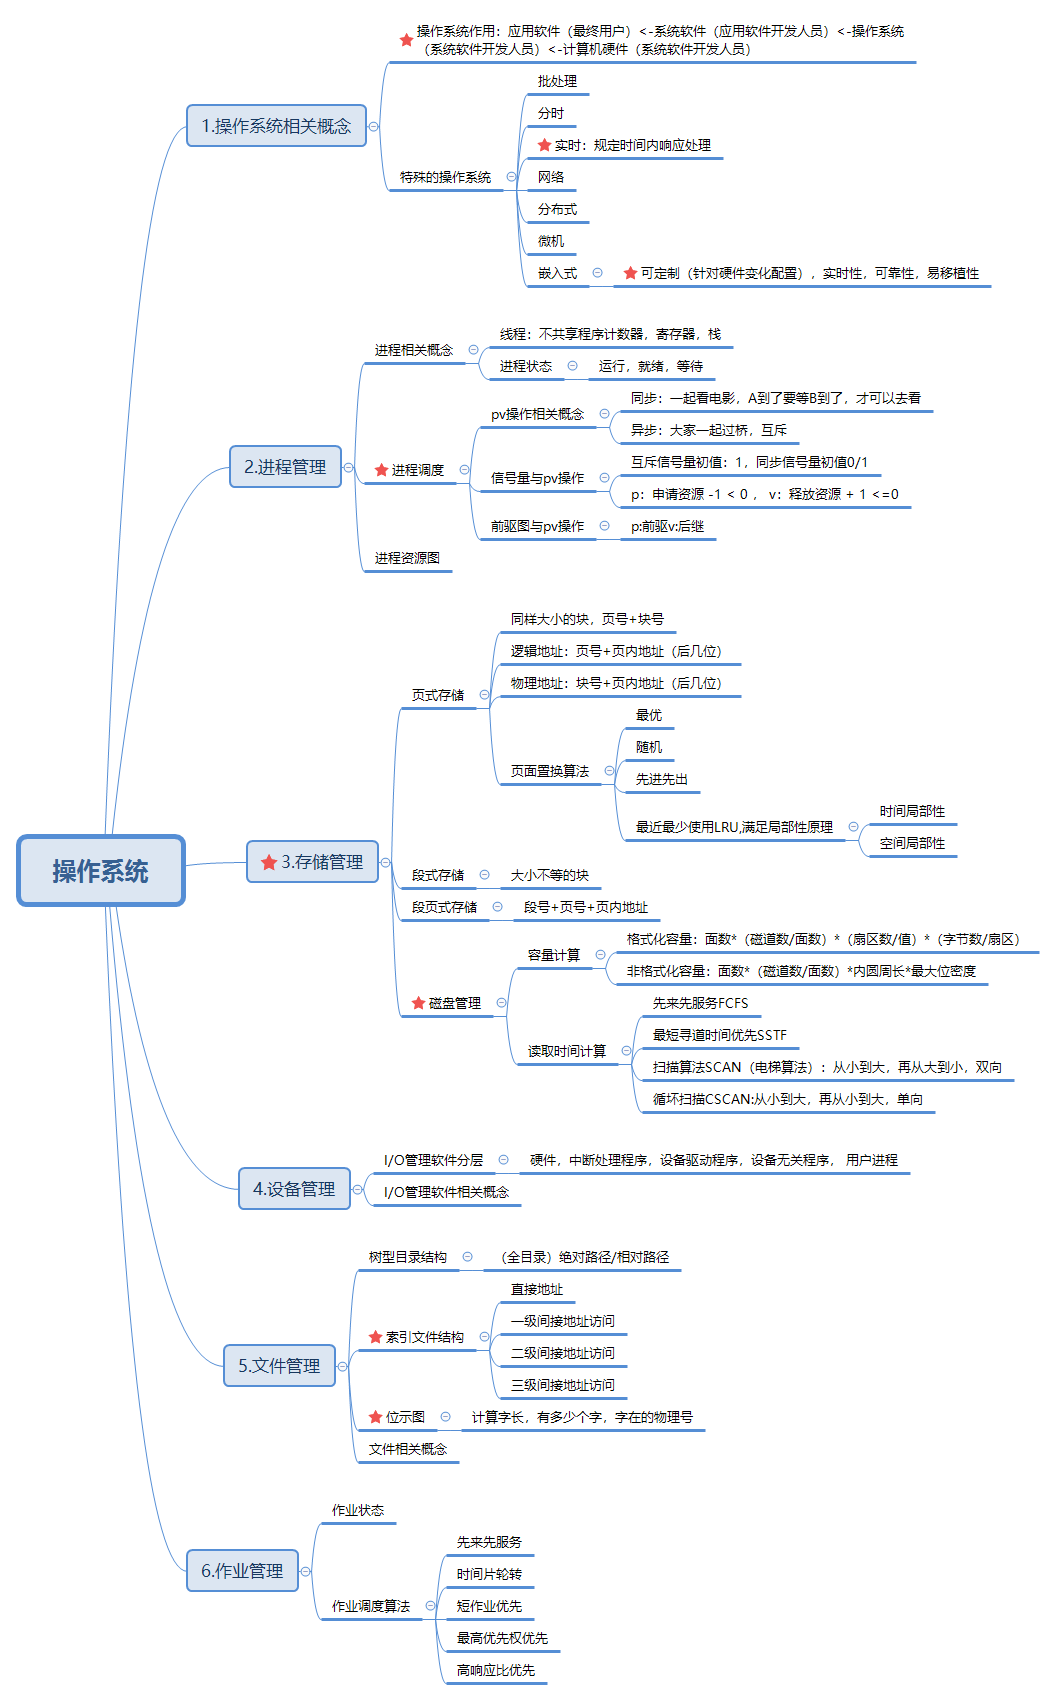 操作系统
1.操作系统相关概念
操作系统作用：应用软件（最终用户）<-系统软件（应用软件开发人员）<-操作系统
（系统软件开发人员）<-计算机硬件（系统软件开发人员）
特殊的操作系统
批处理
分时
实时：规定时间内响应处理
网络
分布式
微机
嵌入式
可定制（针对硬件变化配置），实时性，可靠性，易移植性
2.进程管理
进程相关概念
线程：不共享程序计数器，寄存器，栈
进程状态
运行，就绪，等待
进程调度
pv操作相关概念
同步：一起看电影，A到了要等B到了，才可以去看
异步：大家一起过桥，互斥
信号量与pv操作
互斥信号量初值：1，同步信号量初值0/1
p：申请资源 -1 < 0 ， v：释放资源 + 1 <=0
前驱图与pv操作
p:前驱v:后继
进程资源图
3.存储管理
页式存储
同样大小的块，页号+块号
逻辑地址：页号+页内地址（后几位）
物理地址：块号+页内地址（后几位）
页面置换算法
最优
随机
先进先出
最近最少使用LRU,满足局部性原理
时间局部性
空间局部性
段式存储
大小不等的块
段页式存储
段号+页号+页内地址
磁盘管理
容量计算
格式化容量：面数*（磁道数/面数）*（扇区数/值）*（字节数/扇区）
非格式化容量：面数*（磁道数/面数）*内圆周长*最大位密度
读取时间计算
先来先服务FCFS
最短寻道时间优先SSTF
扫描算法SCAN（电梯算法）：从小到大，再从大到小，双向
循坏扫描CSCAN:从小到大，再从小到大，单向
4.设备管理
I/O管理软件分层
硬件，中断处理程序，设备驱动程序，设备无关程序， 用户进程
I/O管理软件相关概念
5.文件管理
树型目录结构
（全目录）绝对路径/相对路径
索引文件结构
直接地址
一级间接地址访问
二级间接地址访问
三级间接地址访问
位示图
计算字长，有多少个字，字在的物理号
文件相关概念
6.作业管理
作业状态
作业调度算法
先来先服务
时间片轮转
短作业优先
最高优先权优先
高响应比优先